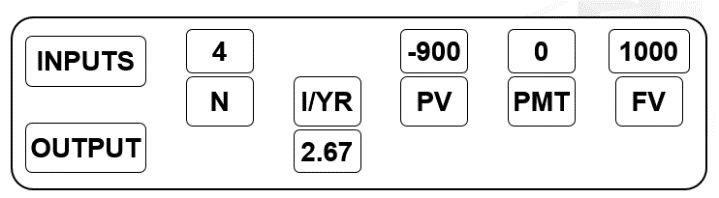 INPUTS 4 -900 0 1000
N I/YR PV PMT FV
OUTPUT 2.67